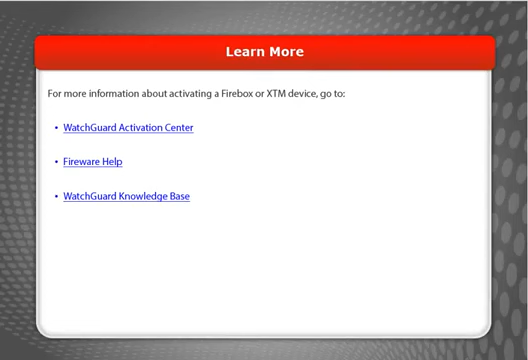 Learn More
For more information about activating a Firebox or XTM device, go to:
• WatchGuard Activation Center
• Fireware Help
• WatchGuard Knowledge Base